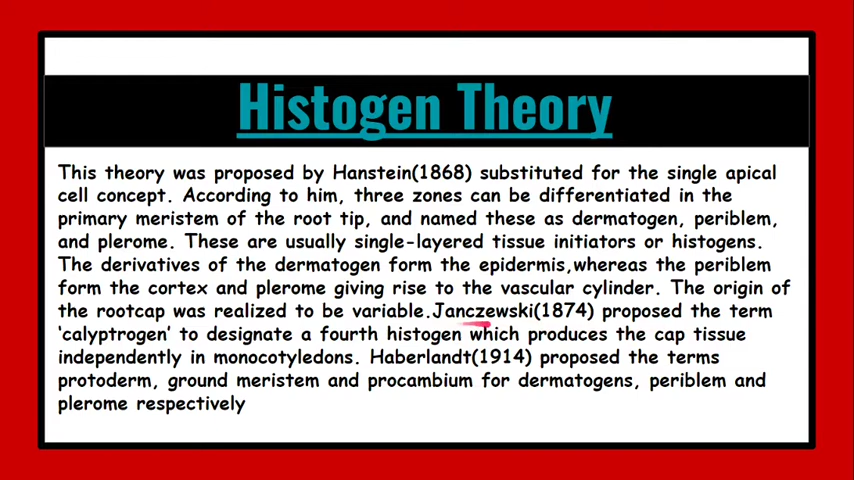 Histogen Theory
This theory was proposed by Hanstein(1868) substituted for the single apical
cell concept. According to him, three zones can be differentiated in the
primary meristem of the root tip, and named these as dermatogen, periblem,
and plerome. These are usually single-layered tissue initiators or histogens.
The derivatives of the dermatogen form the epidermis,whereas the periblem
form the cortex and plerome giving rise to the vascular cylinder. The origin of
the rootcap was realized to be variable.Janczewski(1874) proposed the term
'calyptrogen' to designate a fourth histogen which produces the cap tissue
independently in monocotyledons. Haberlandt(1914) proposed the terms
protoderm, ground meristem and procambium for dermatogens, periblem and
plerome respectively